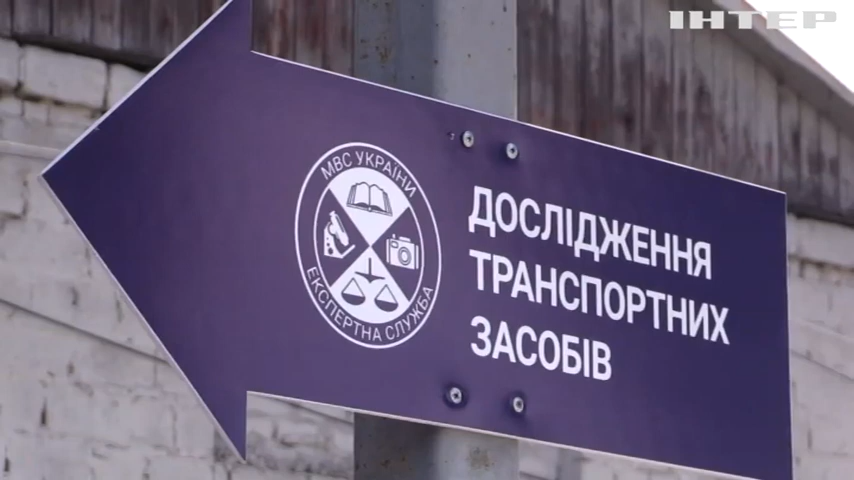 ІНТЕР
МВС УКРАЇНИ
ЕКСПЕРТНА СЛУЖБА
ДОСЛІДЖЕННЯ
ТРАНСПОРТНИХ
ЗАСОБІВ